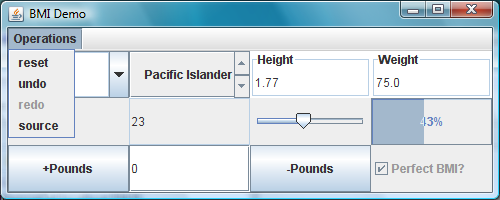 BMI Demo
Operations
reset
undo
redo
source
Pacific Islander
Height
1.77
Weight
75.0
23
43%
+Pounds
0
-Pounds
Perfect BMI?